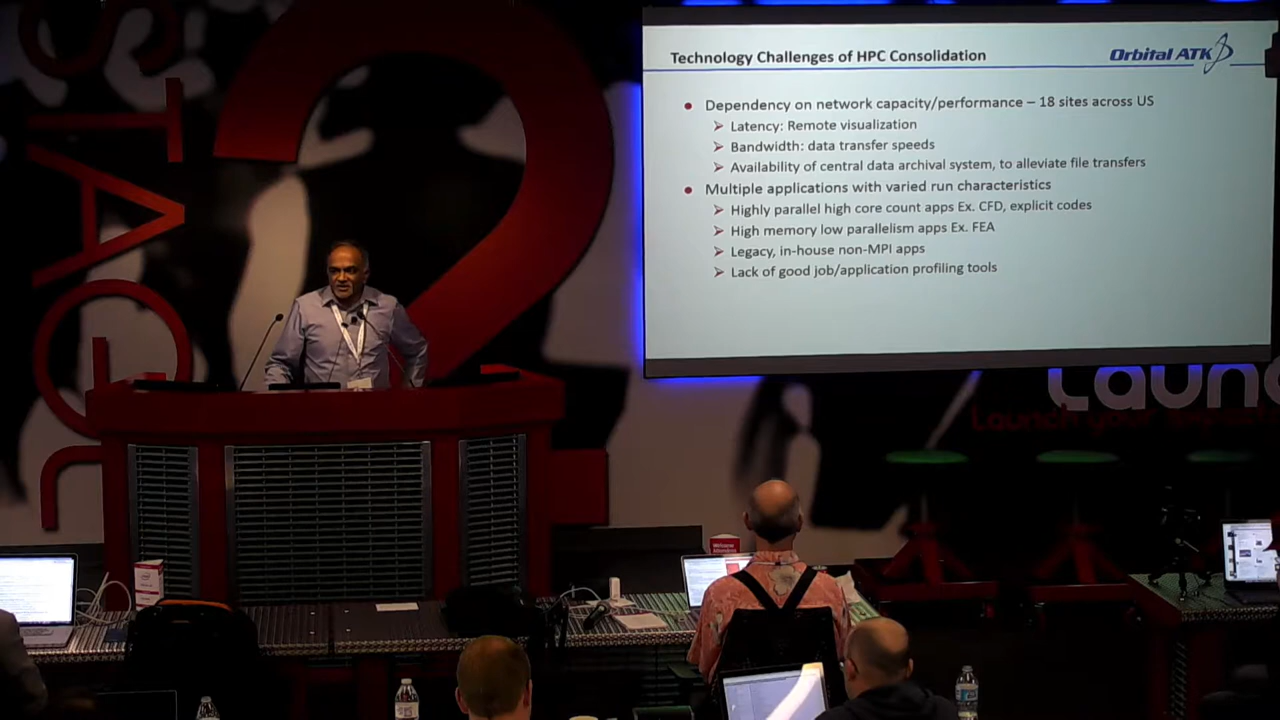 Technology Challenges of HPC Consolidation
Orbital ATK
Dependency on network capacity/performance – 18 sites across US
Latency: Remote visualization
Bandwidth: data transfer speeds
Availability of central data archival system, to alleviate file transfers
Multiple applications with varied run characteristics
Highly parallel high core count apps Ex. CFD, explicit codes
High memory low parallelism apps Ex. FEA
Legacy, in-house non-MPI apps
Lack of good job/application profiling tools
2
Launch your